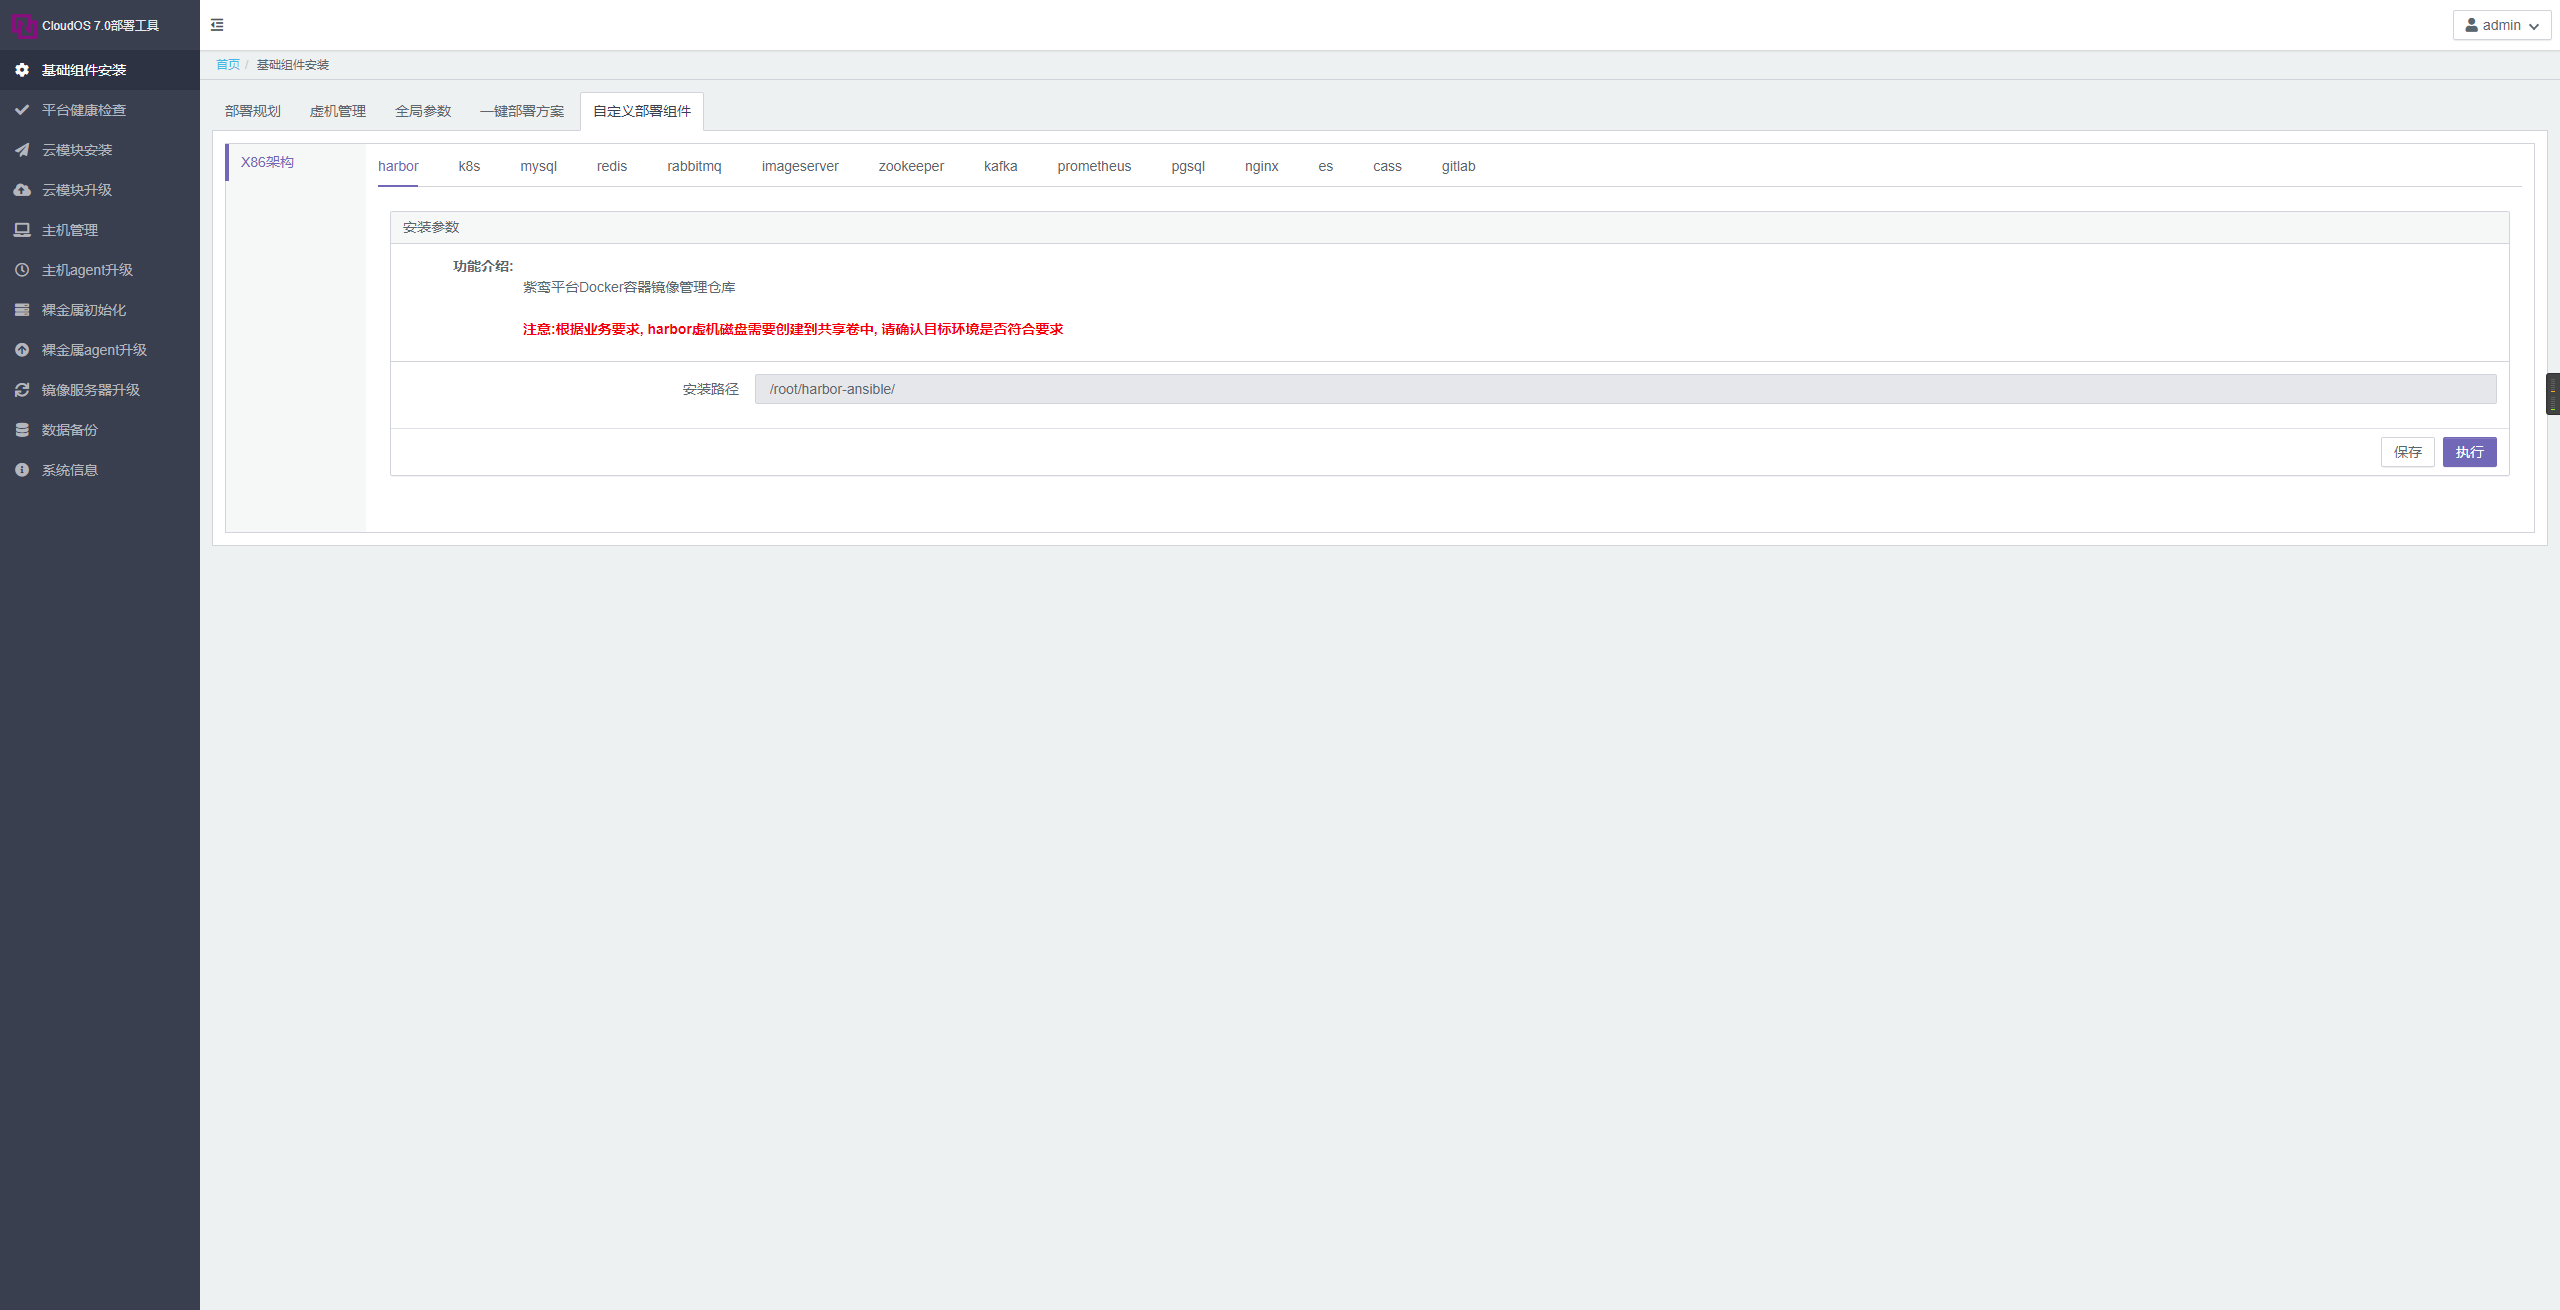 CloudOS 7.0部署工具
admin
基础组件安装
平台健康检查
云模块安装
云模块升级
主机管理
主机agent升级
裸金属初始化
裸金属agent升级
镜像服务器升级
数据备份
系统信息
首页 / 基础组件安装
部署规划 虚机管理 全局参数 一键部署方案 自定义部署组件
X86架构
harbor k8s mysql redis rabbitmq imageserver zookeeper kafka prometheus pgsql nginx es cass gitlab
安装参数
功能介绍:
紫鸾平台Docker容器镜像管理仓库
注意:根据业务要求, harbor虚机磁盘需要创建到共享卷中, 请确认目标环境是否符合要求
安装路径 /root/harbor-ansible/
保存 执行